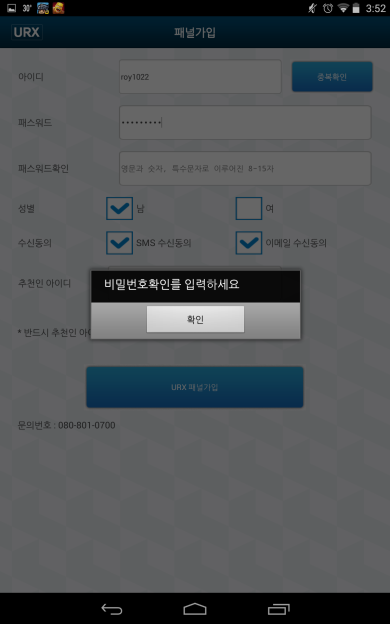 30°
3:52
URX
패널가입
아이디
roy1022
중복확인
패스워드
•••••••••
패스워드확인
영문과 숫자, 특수문자로 이루어진 8-15자
성별
남
여
수신동의
SMS 수신동의
이메일 수신동의
추천인 아이디
비밀번호확인를 입력하세요
확인
* 반드시 추천인
URX 패널가입
문의번호 : 080-801-0700